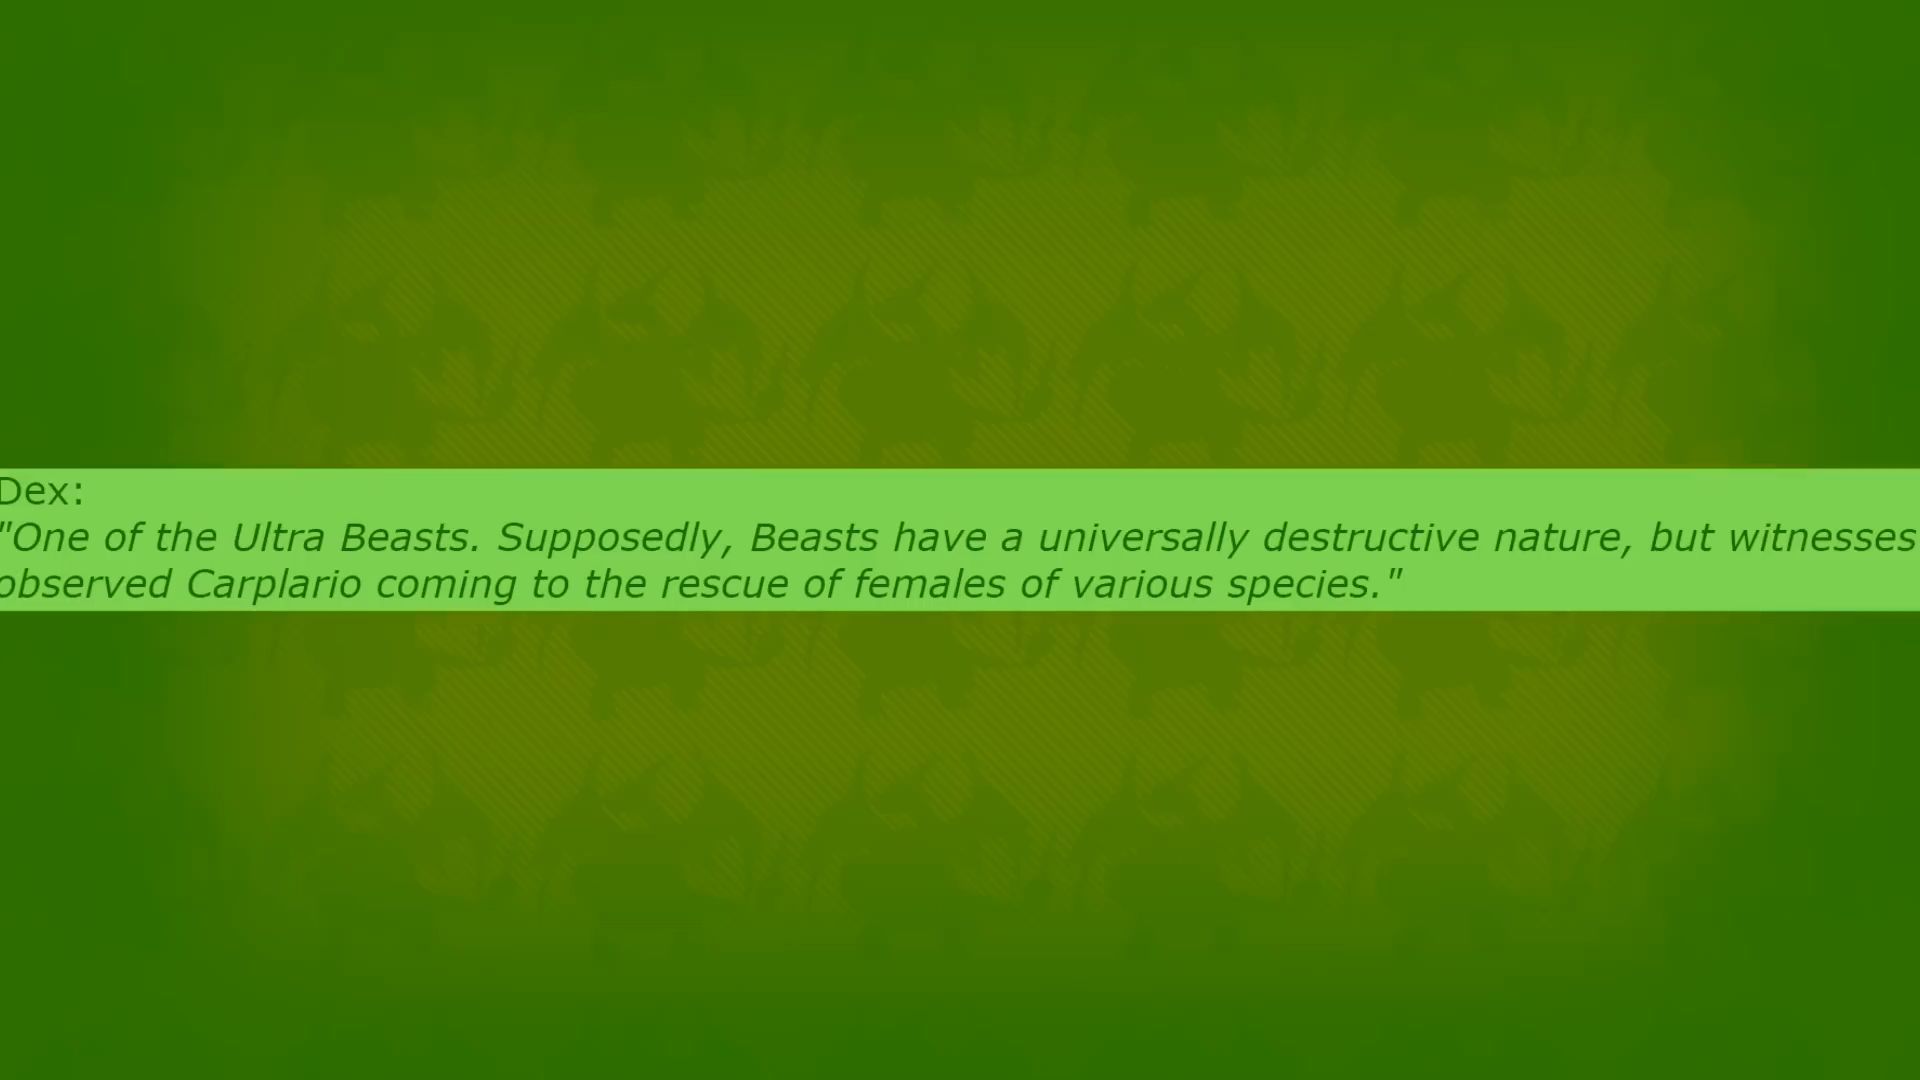 Dex:
"One of the Ultra Beasts. Supposedly, Beasts have a universally destructive nature, but witnesses
observed Carplario coming to the rescue of females of various species."